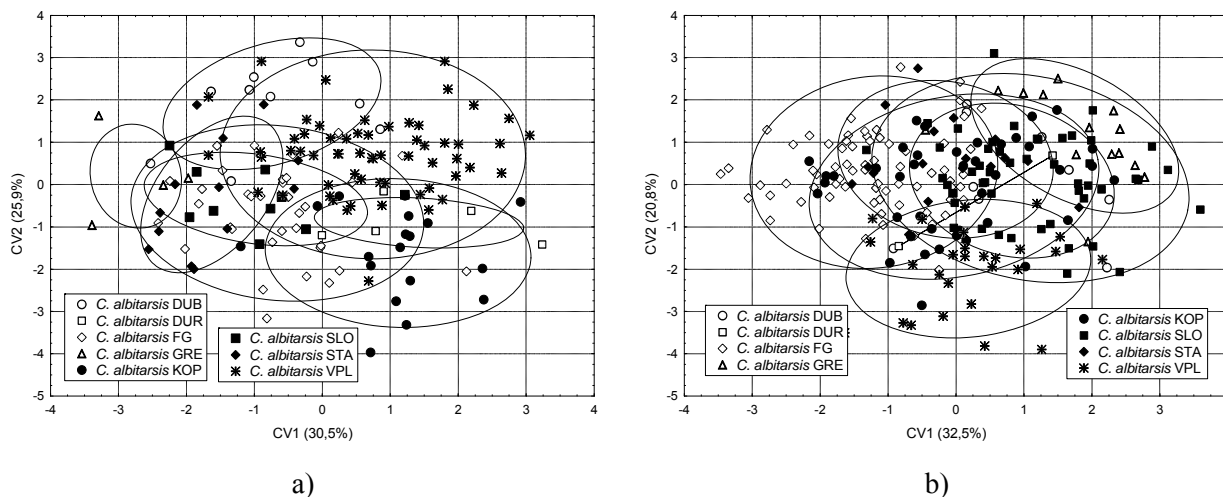 4
3
2
1
0
-1
-2
-3
-4
-5
CV2 (25,9%)
C. albitarsis DUB
C. albitarsis DUR
C. albitarsis FG
C. albitarsis GRE
C. albitarsis KOP
C. albitarsis SLO
C. albitarsis STA
C. albitarsis VPL
-4 -3 -2 -1 0 1 2 3 4
CV1 (30,5%)
a)
4
3
2
1
0
-1
-2
-3
-4
-5
CV2 (20,8%)
C. albitarsis DUB
C. albitarsis DUR
C. albitarsis FG
C. albitarsis GRE
C. albitarsis KOP
C. albitarsis SLO
C. albitarsis STA
C. albitarsis VPL
-4 -3 -2 -1 0 1 2 3
CV1 (32,5%)
b)